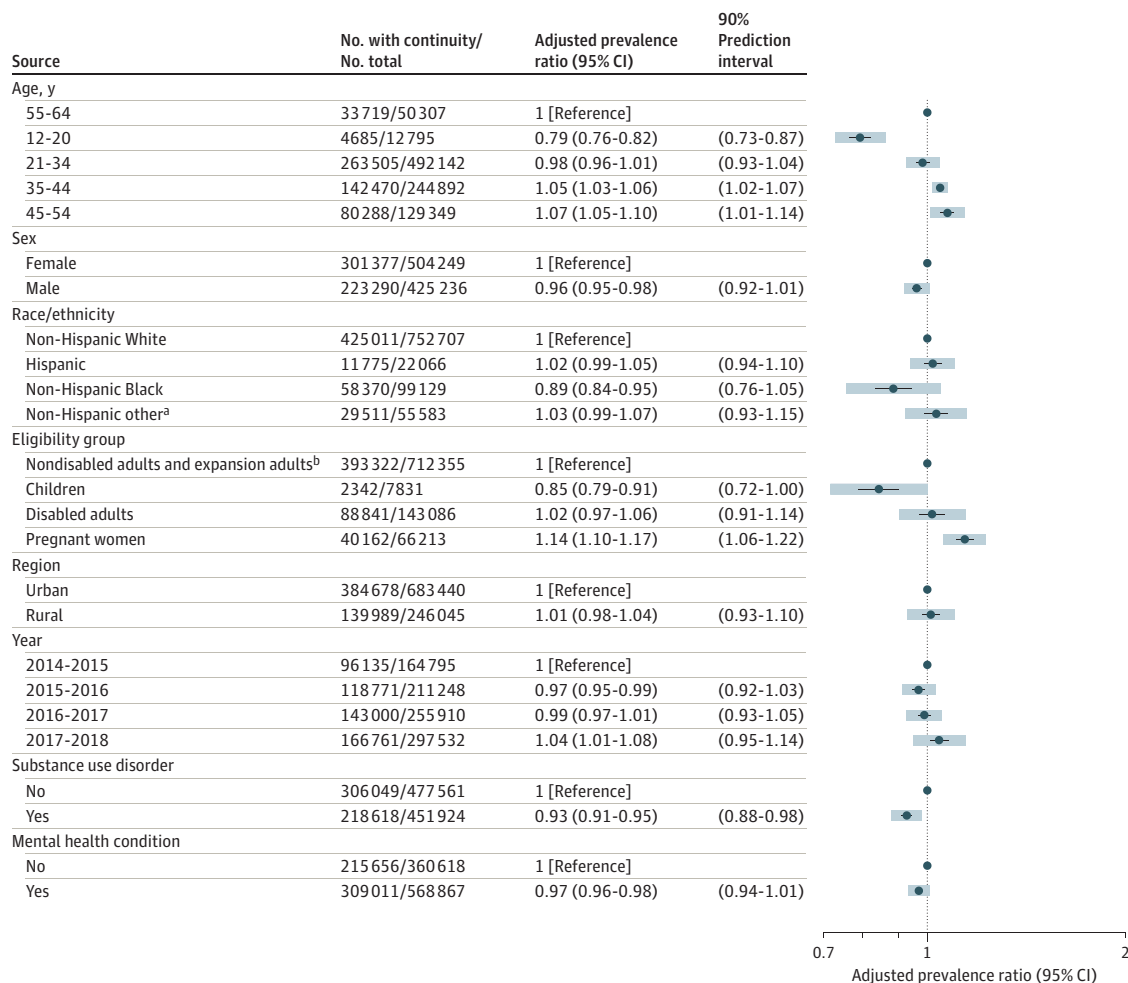 Source No. with continuity/ No. total Adjusted prevalence ratio (95% CI) 90% Prediction interval
Age, y
55-64 33 719/50 307 1 [Reference]
12-20 4685/12 795 0.79 (0.76-0.82) (0.73-0.87)
21-34 263 505/492 142 0.98 (0.96-1.01) (0.93-1.04)
35-44 142 470/244 892 1.05 (1.03-1.06) (1.02-1.07)
45-54 80 288/129 349 1.07 (1.05-1.10) (1.01-1.14)
Sex
Female 301 377/504 249 1 [Reference]
Male 223 290/425 236 0.96 (0.95-0.98) (0.92-1.01)
Race/ethnicity
Non-Hispanic White 425 011/752 707 1 [Reference]
Hispanic 11 775/22 066 1.02 (0.99-1.05) (0.94-1.10)
Non-Hispanic Black 58 370/99 129 0.89 (0.84-0.95) (0.76-1.05)
Non-Hispanic otherᵃ 29 511/55 583 1.03 (0.99-1.07) (0.93-1.15)
Eligibility group
Nondisabled adults and expansion adultsᵇ 393 322/712 355 1 [Reference]
Children 2342/7831 0.85 (0.79-0.91) (0.72-1.00)
Disabled adults 88 841/143 086 1.02 (0.97-1.06) (0.91-1.14)
Pregnant women 40 162/66 213 1.14 (1.10-1.17) (1.06-1.22)
Region
Urban 384 678/683 440 1 [Reference]
Rural 139 989/246 045 1.01 (0.98-1.04) (0.93-1.10)
Year
2014-2015 96 135/164 795 1 [Reference]
2015-2016 118 771/211 248 0.97 (0.95-0.99) (0.92-1.03)
2016-2017 143 000/255 910 0.99 (0.97-1.01) (0.93-1.05)
2017-2018 166 761/297 532 1.04 (1.01-1.08) (0.95-1.14)
Substance use disorder
No 306 049/477 561 1 [Reference]
Yes 218 618/451 924 0.93 (0.91-0.95) (0.88-0.98)
Mental health condition
No 215 656/360 618 1 [Reference]
Yes 309 011/568 867 0.97 (0.96-0.98) (0.94-1.01)
0.7 1 2
Adjusted prevalence ratio (95% CI)